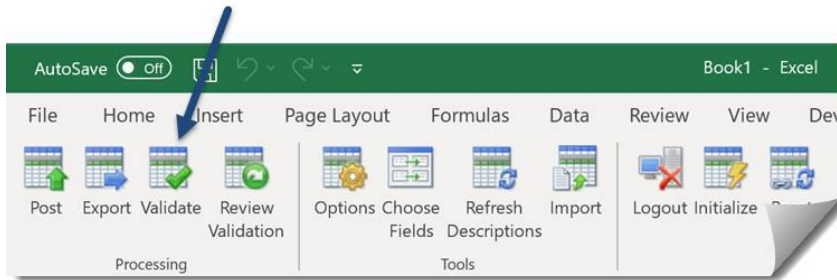 AutoSave Off Book1 - Excel
File Home Insert Page Layout Formulas Data Review View
Post Export Validate Review Validation Options Choose Fields Refresh Descriptions Import Logout Initialize
Processing Tools